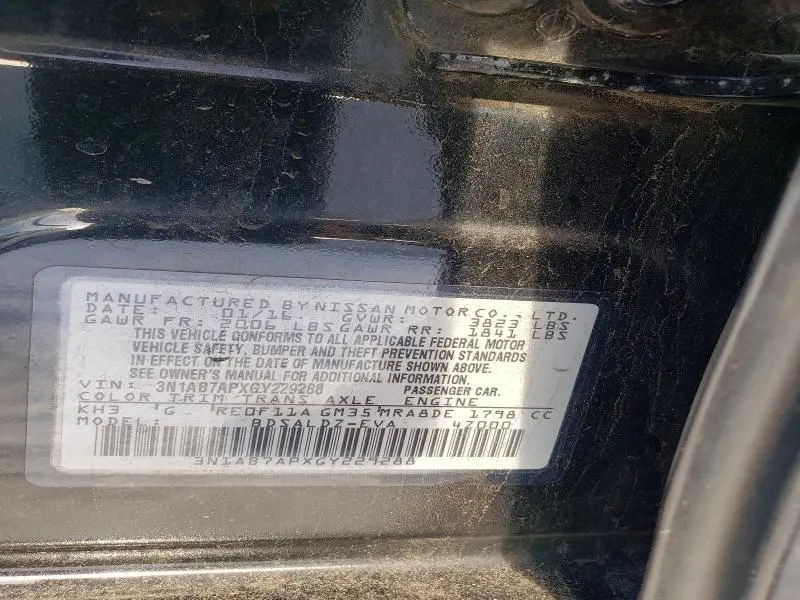 MANUFACTURED BY NISSAN MOTOR CO., LTD.
DATE: 01/16 GVWR: 3823 LBS
GAWR FR: 2006 LBS GAWR RR: 1841 LBS
THIS VEHICLE CONFORMS TO ALL APPLICABLE FEDERAL MOTOR
VEHICLE SAFETY, BUMPER AND THEFT PREVENTION STANDARDS
IN EFFECT ON THE DATE OF MANUFACTURE SHOWN ABOVE.
SEE OWNER'S MANUAL FOR ADDITIONAL INFORMATION.
VIN: 3N1AB7APXGY229288 PASSENGER CAR.
COLOR TRIM TRANS AXLE ENGINE
KH3 G RE0F11A GM35 MRA8DE 1798 CC
MODEL: BDSALDZ-EVA 4Z000
3N1AB7APXGY229288